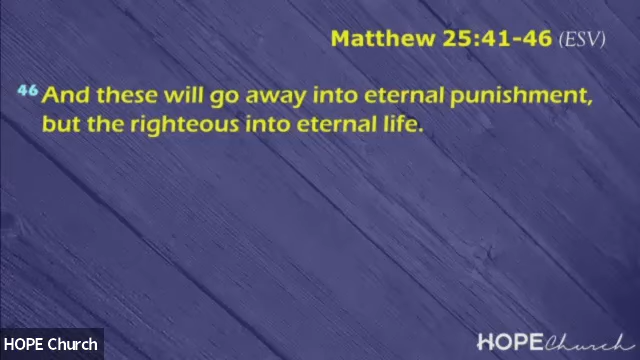 Matthew 25:41-46 (ESV)
46 And these will go away into eternal punishment,
but the righteous into eternal life.
HOPE Church
HOPE Church